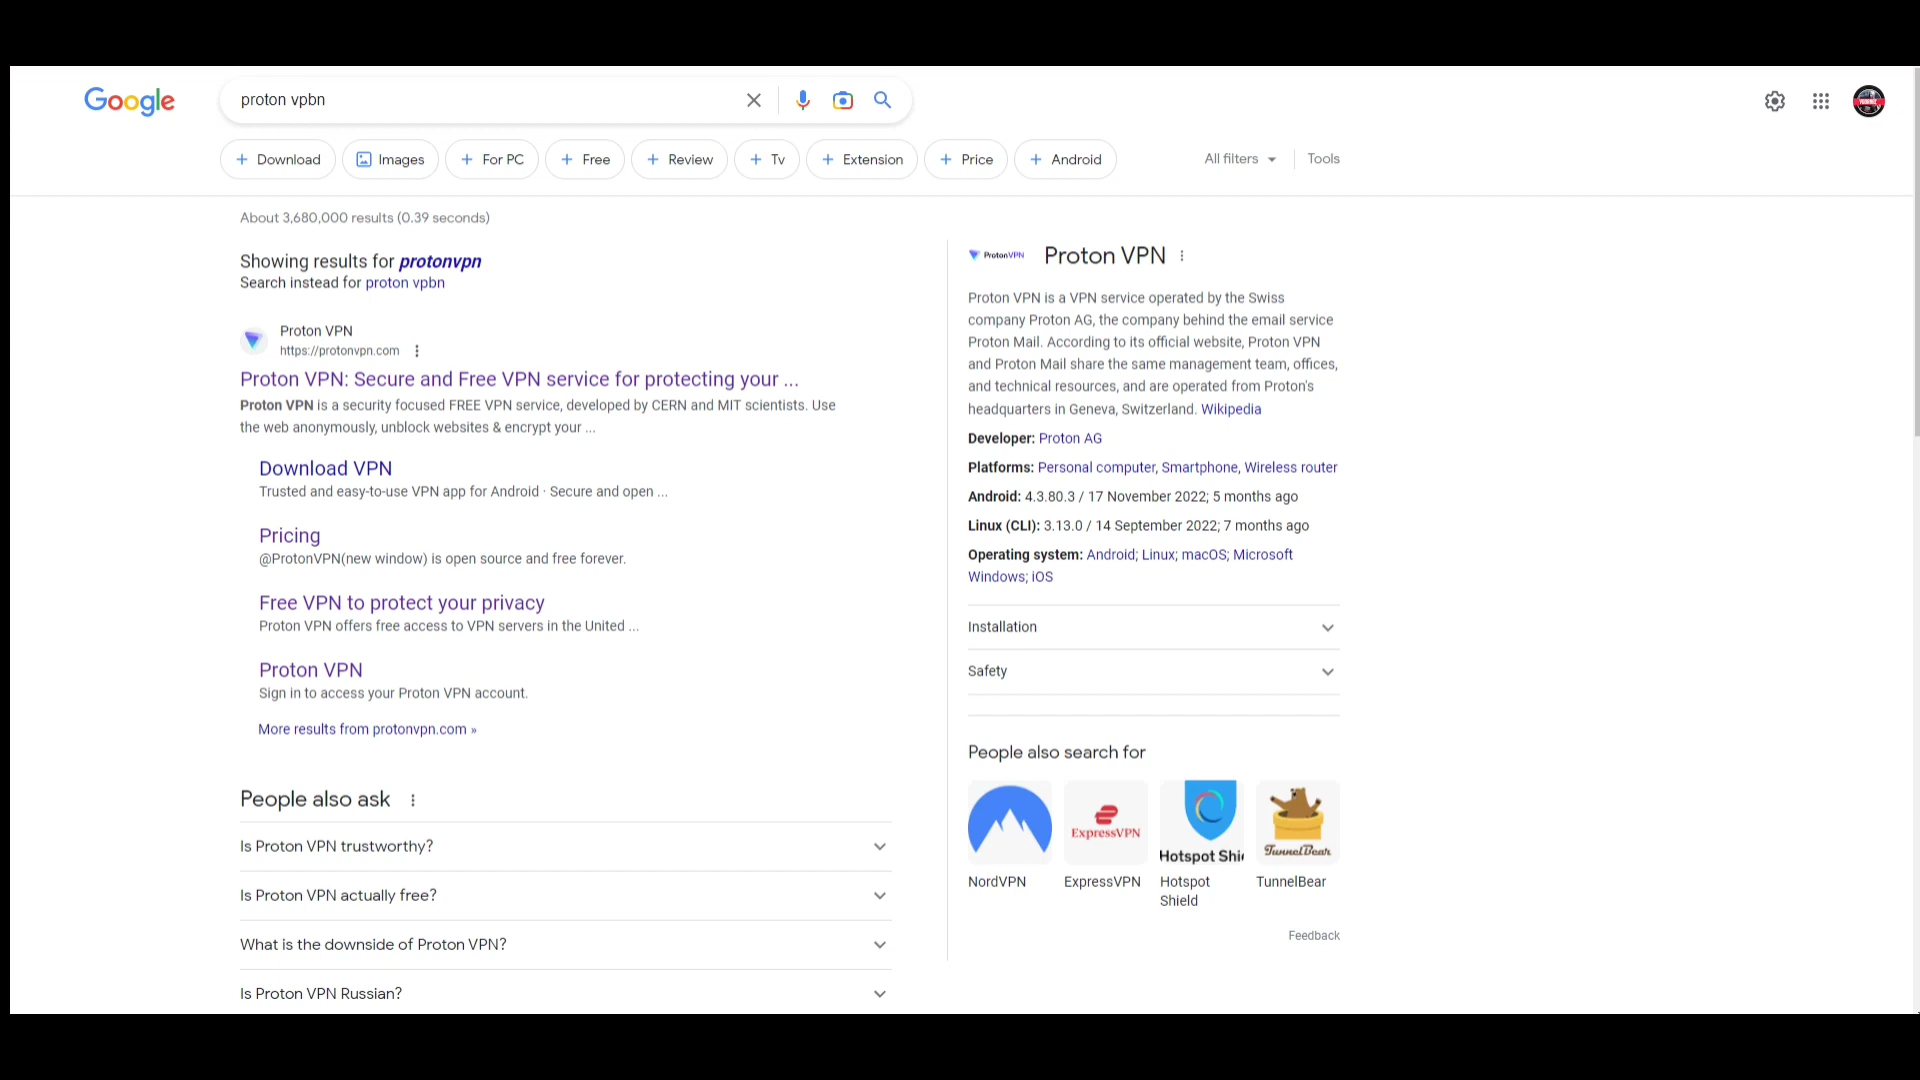 Google
proton vpbn
Download
Images
For PC
Free
Review
Tv
Extension
Price
Android
All filters
Tools
About 3,680,000 results (0.39 seconds)
Showing results for protonvpn
Search instead for proton vpbn
Proton VPN
https://protonvpn.com
Proton VPN: Secure and Free VPN service for protecting your ...
Proton VPN is a security focused FREE VPN service, developed by CERN and MIT scientists. Use
the web anonymously, unblock websites & encrypt your ...
Download VPN
Trusted and easy-to-use VPN app for Android · Secure and open ...
Pricing
@ProtonVPN(new window) is open source and free forever.
Free VPN to protect your privacy
Proton VPN offers free access to VPN servers in the United ...
Proton VPN
Sign in to access your Proton VPN account.
More results from protonvpn.com »
People also ask
Is Proton VPN trustworthy?
Is Proton VPN actually free?
What is the downside of Proton VPN?
Is Proton VPN Russian?
ProtonVPN
Proton VPN
Proton VPN is a VPN service operated by the Swiss
company Proton AG, the company behind the email service
Proton Mail. According to its official website, Proton VPN
and Proton Mail share the same management team, offices,
and technical resources, and are operated from Proton's
headquarters in Geneva, Switzerland. Wikipedia
Developer: Proton AG
Platforms: Personal computer, Smartphone, Wireless router
Android: 4.3.80.3 / 17 November 2022; 5 months ago
Linux (CLI): 3.13.0 / 14 September 2022; 7 months ago
Operating system: Android; Linux; macOS; Microsoft
Windows; iOS
Installation
Safety
People also search for
ExpressVPN
Hotspot Shi
TunnelBear
NordVPN
ExpressVPN
Hotspot
Shield
TunnelBear
Feedback